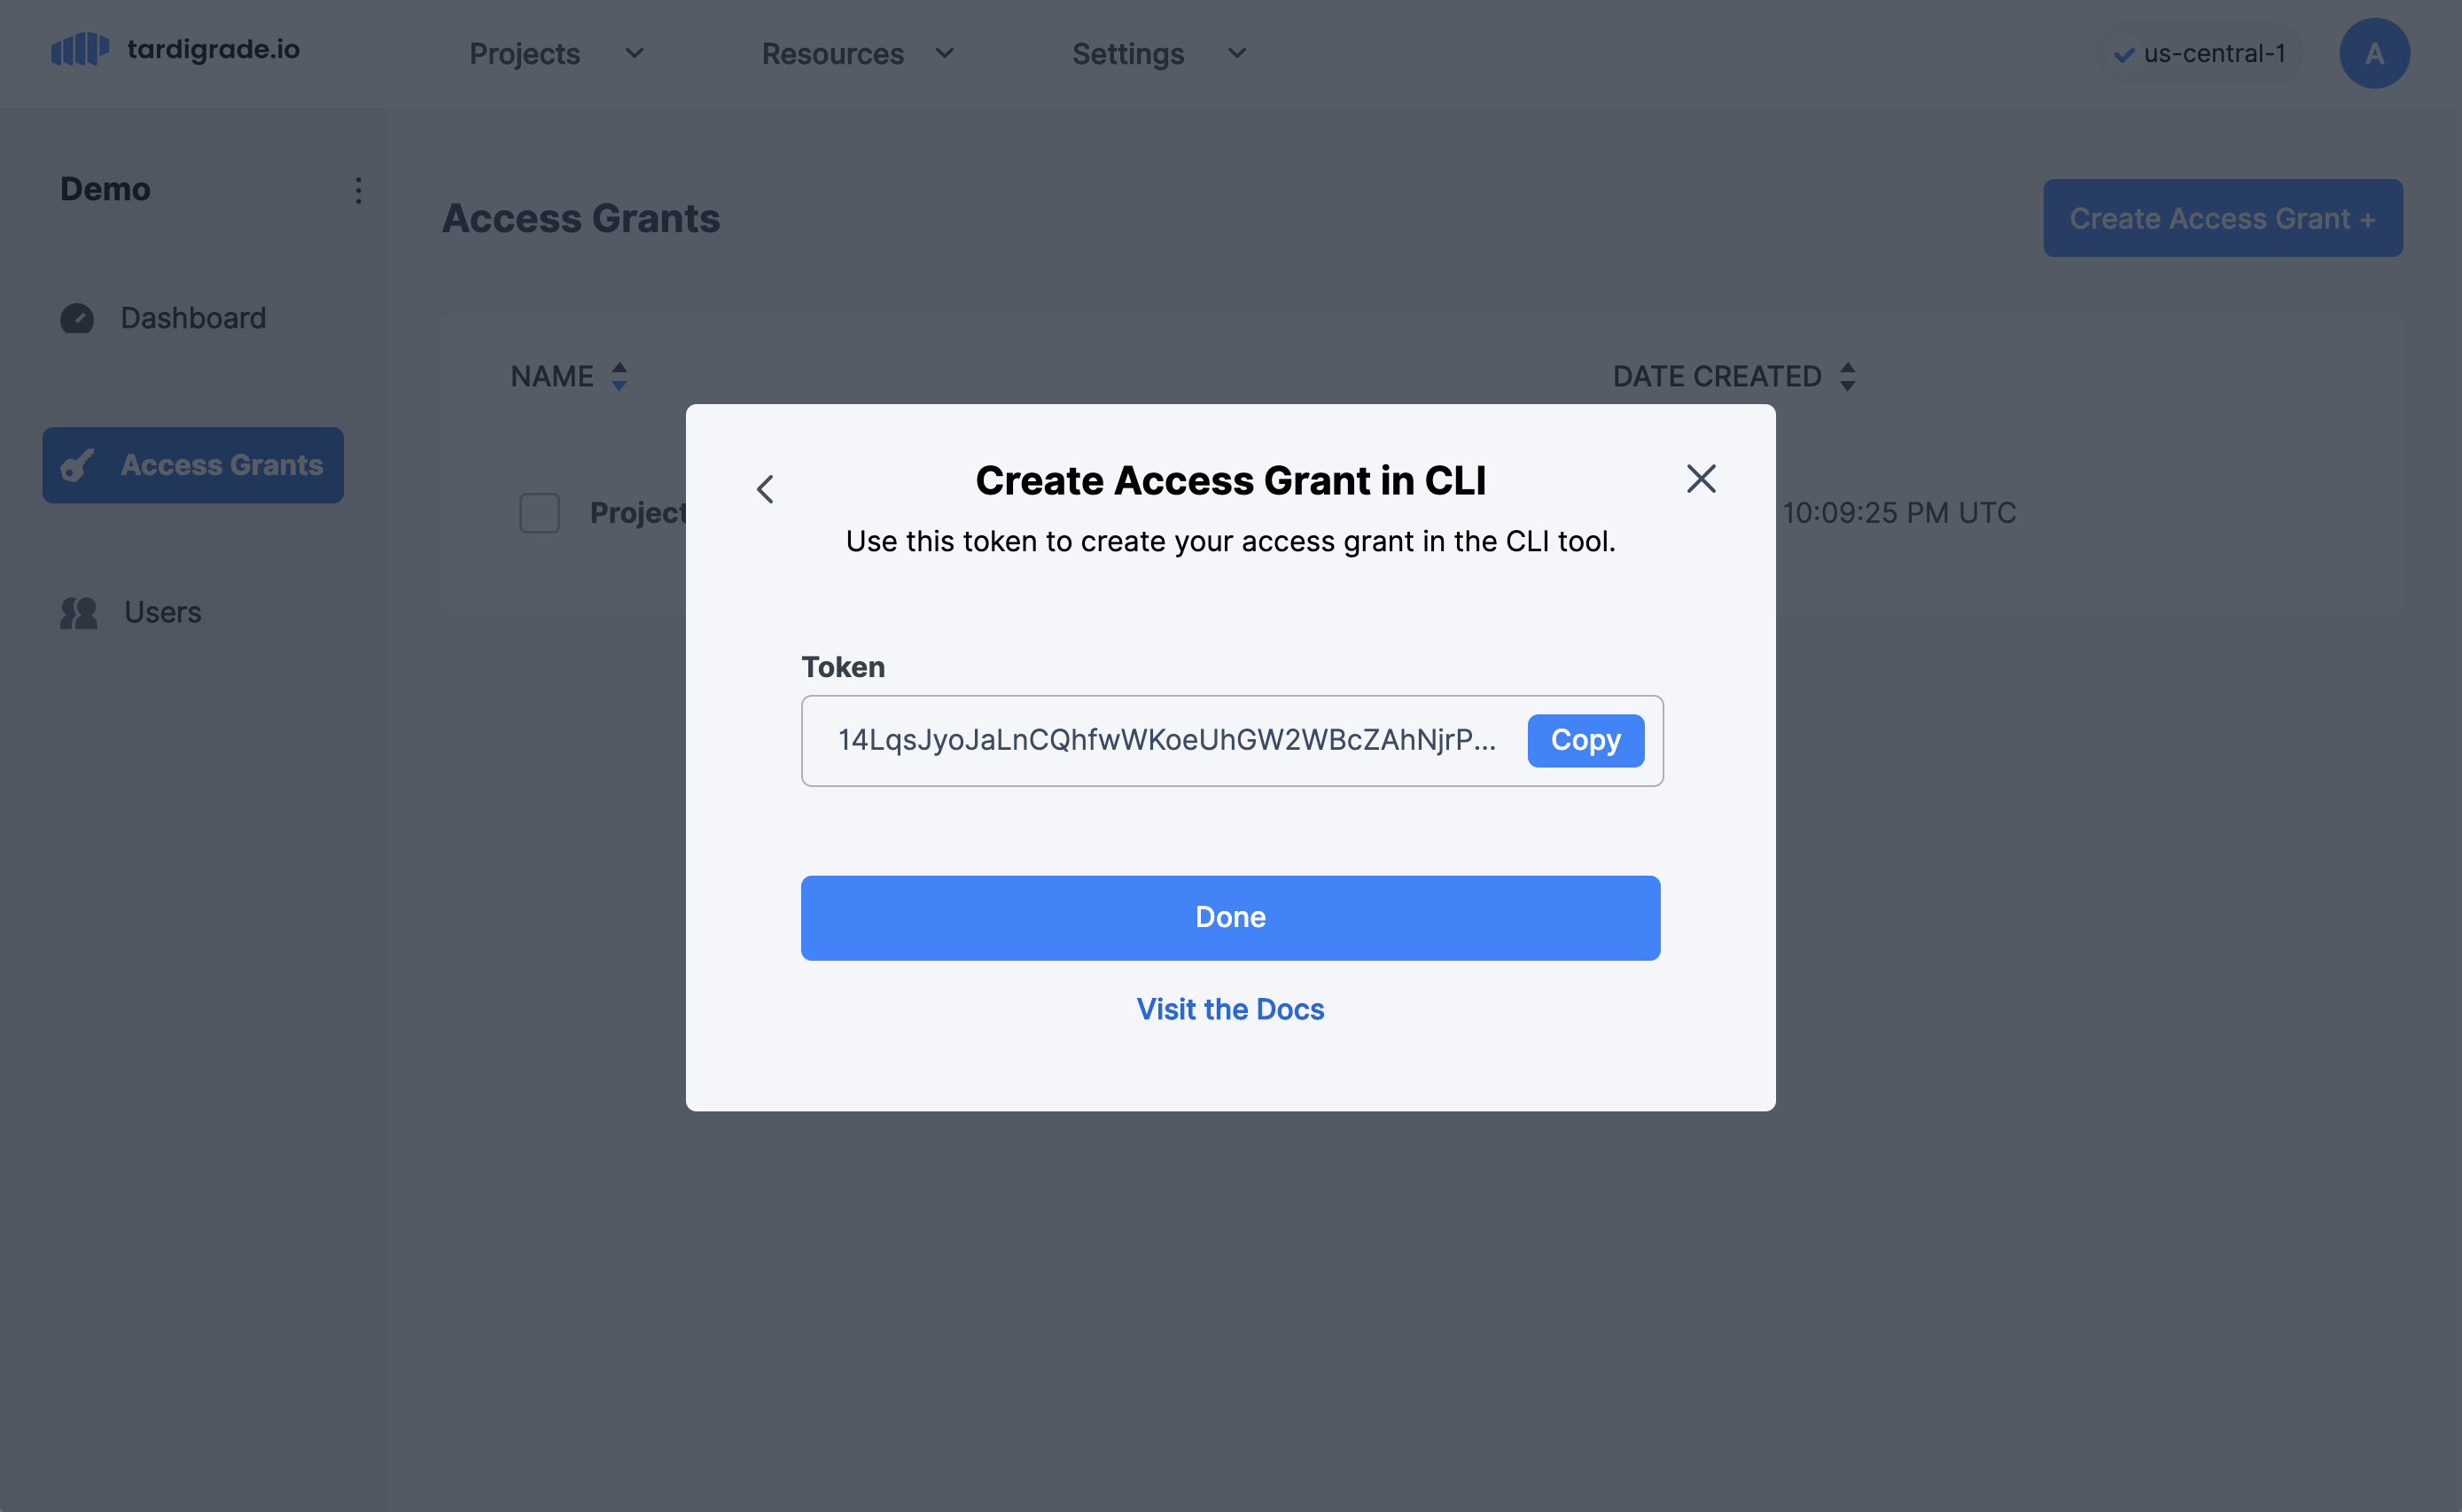 tardigrade.io
Projects
Resources
Settings
us-central-1
A
Demo
Dashboard
Access Grants
Users
Access Grants
Create Access Grant +
NAME
DATE CREATED
Project
10:09:25 PM UTC
Create Access Grant in CLI
Use this token to create your access grant in the CLI tool.
Token
14LqsJyoJaLnCQhfwWKoeUhGW2WBcZAhNjrP...
Copy
Done
Visit the Docs